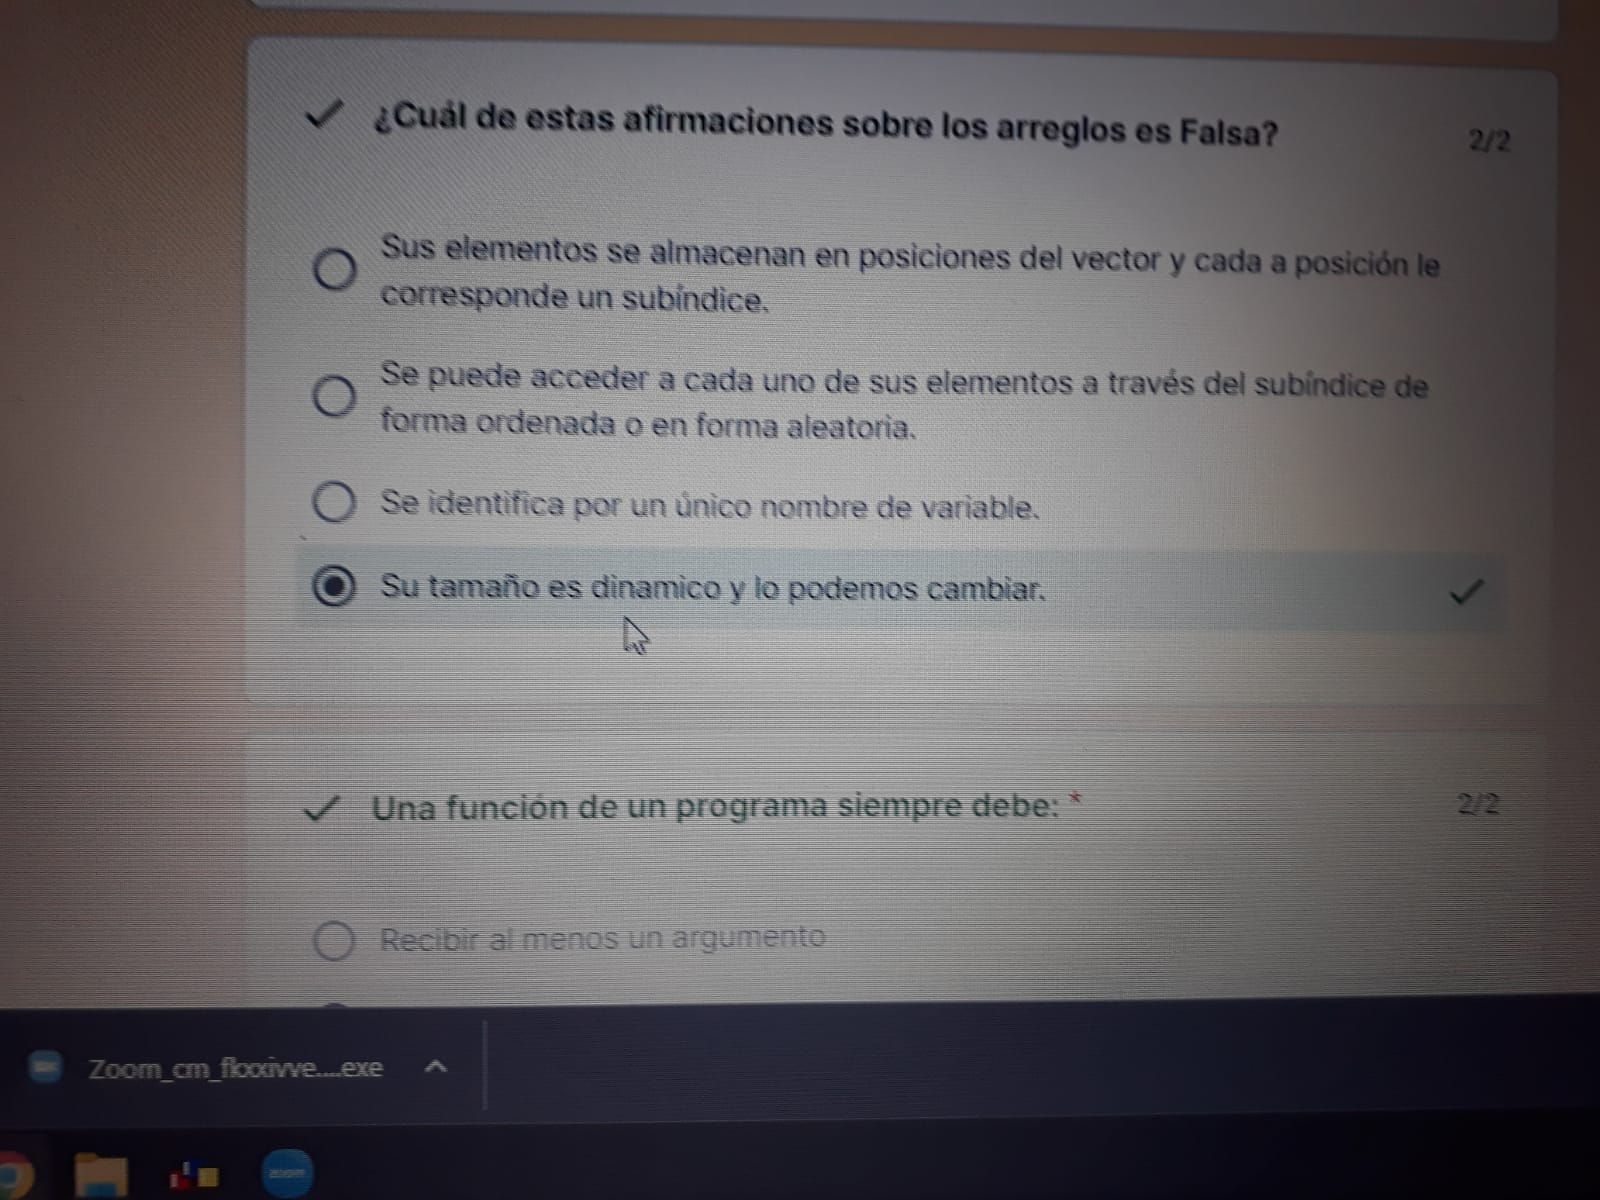 ¿Cuál de estas afirmaciones sobre los arreglos es Falsa?
2/2
Sus elementos se almacenan en posiciones del vector y cada a posición le
corresponde un subíndice.
Se puede acceder a cada uno de sus elementos a través del subíndice de
forma ordenada o en forma aleatoria.
Se identifica por un único nombre de variable.
Su tamaño es dinamico y lo podemos cambiar.
Una función de un programa siempre debe: *
2/2
Recibir al menos un argumento
Zoom_cm_fkxxivve....exe
zoom